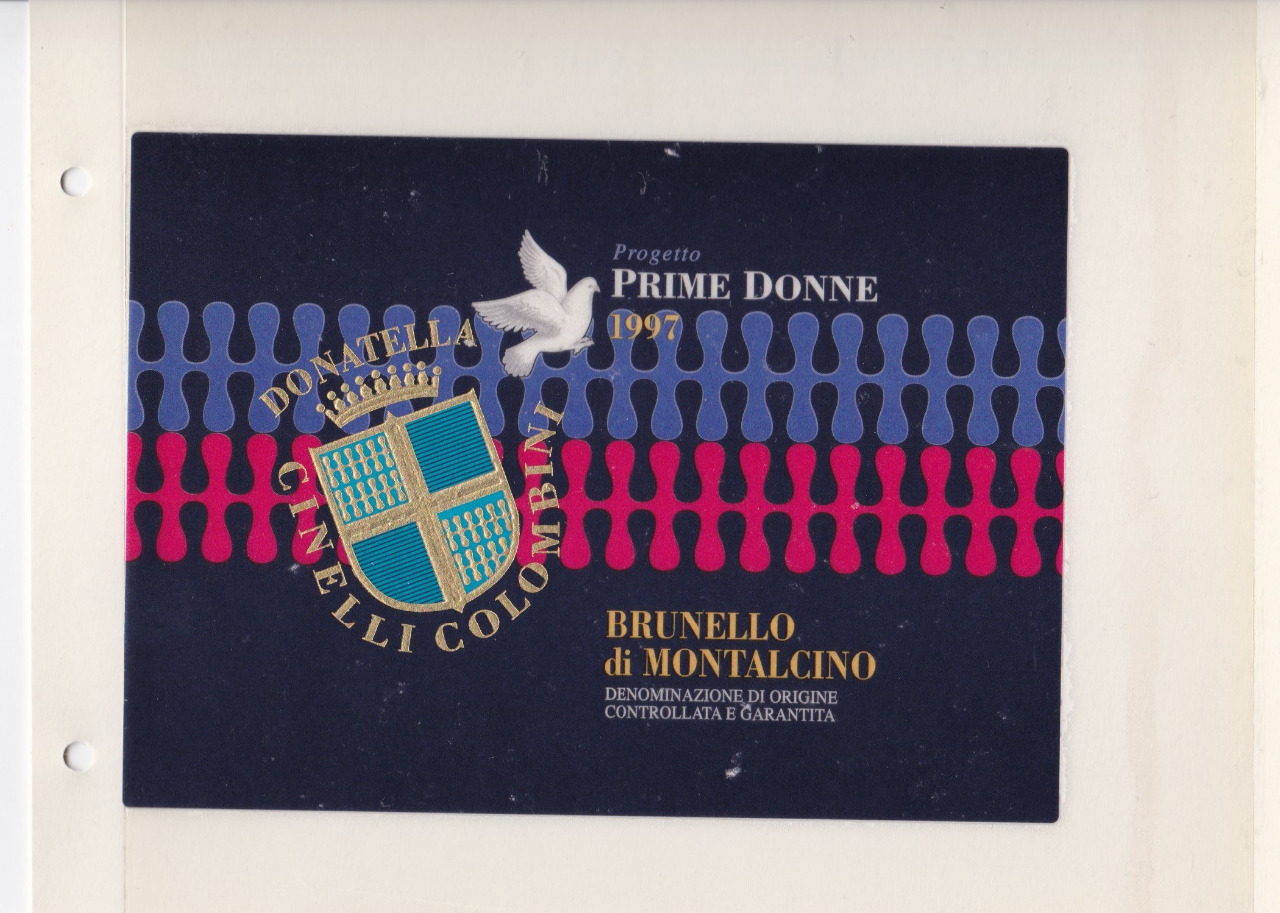 Progetto
PRIME DONNE
1997
DONATELLA
CINELLI COLOMBINI
BRUNELLO
di MONTALCINO
DENOMINAZIONE DI ORIGINE
CONTROLLATA E GARANTITA